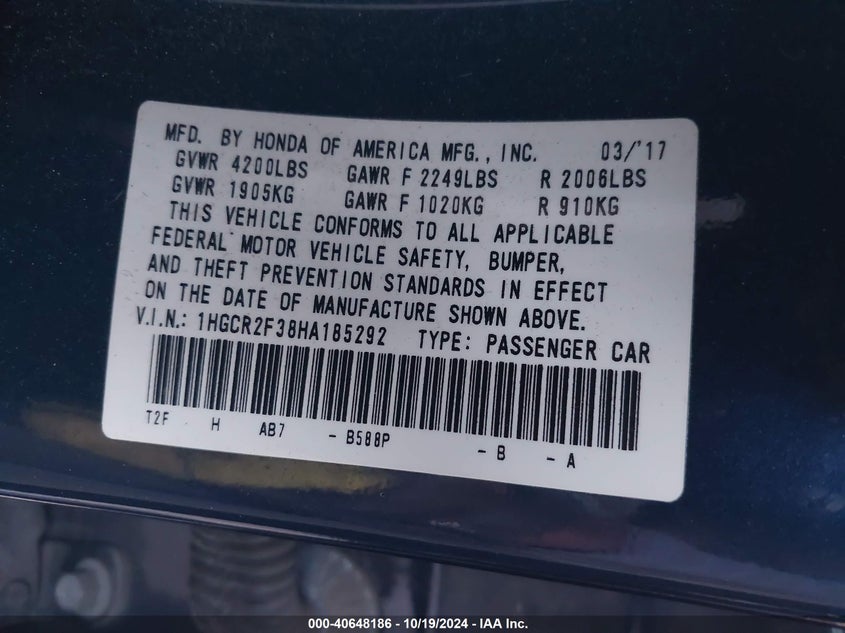 MFD. BY HONDA OF AMERICA MFG., INC. 03/'17
GVWR 4200LBS GAWR F 2249LBS R 2006LBS
GVWR 1905KG GAWR F 1020KG R 910KG
THIS VEHICLE CONFORMS TO ALL APPLICABLE
FEDERAL MOTOR VEHICLE SAFETY, BUMPER,
AND THEFT PREVENTION STANDARDS IN EFFECT
ON THE DATE OF MANUFACTURE SHOWN ABOVE.
V.I.N.: 1HGCR2F38HA185292 TYPE: PASSENGER CAR
T2F H AB7 - B588P - B - A
000-40648186 - 10/19/2024 - IAA Inc.